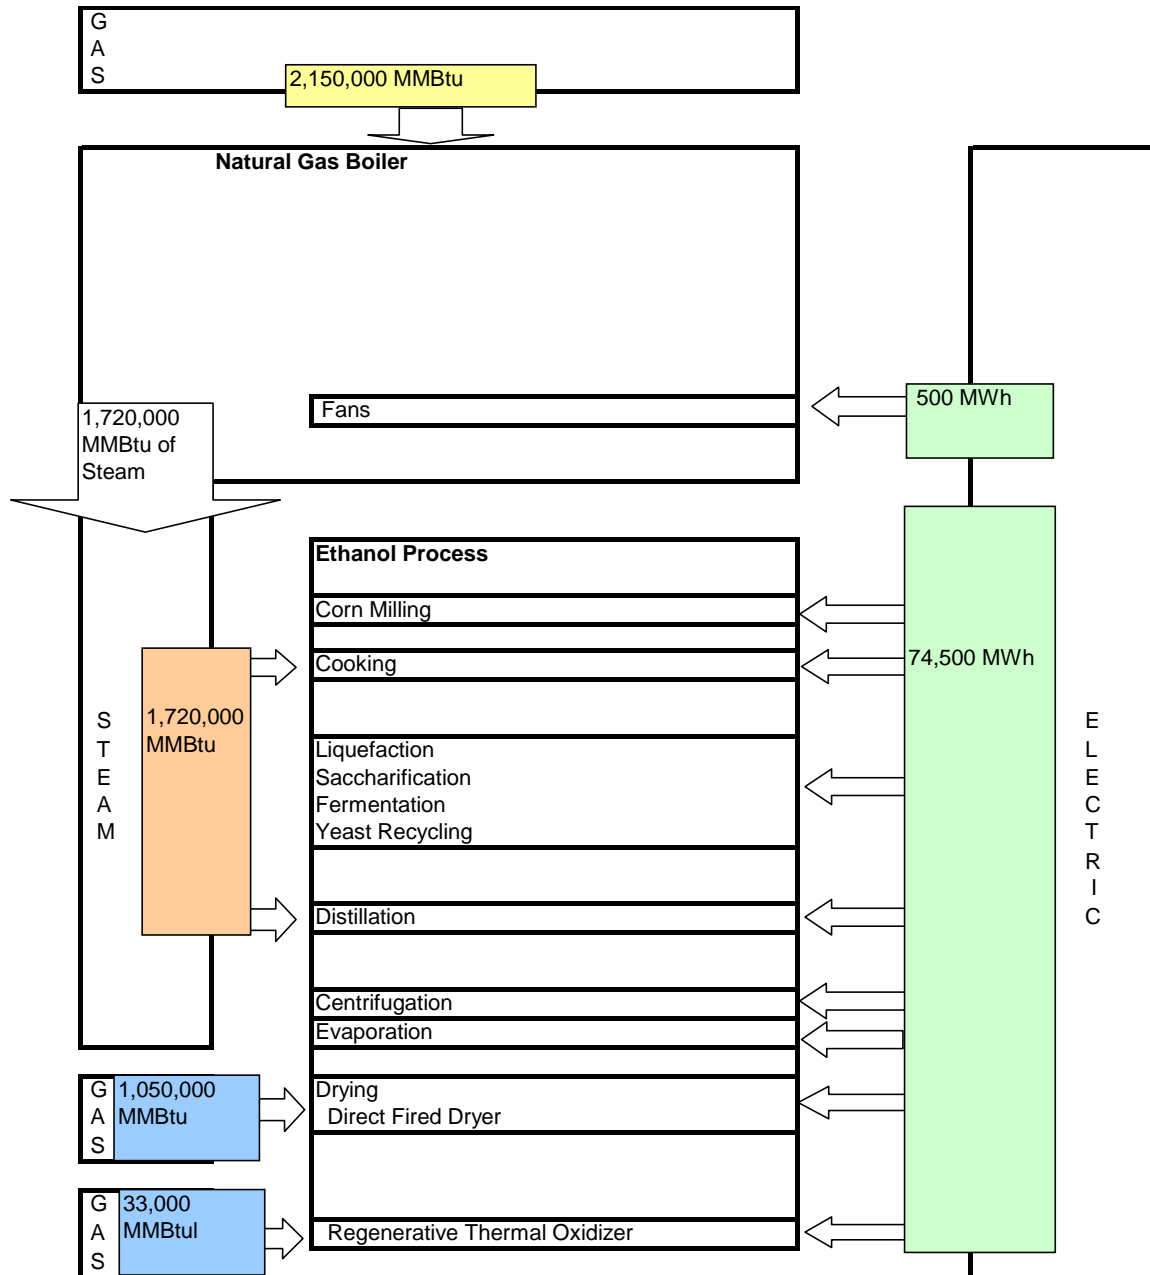 G
A
S
2,150,000 MMBtu
Natural Gas Boiler
Fans
500 MWh
1,720,000
MMBtu of
Steam
Ethanol Process
Corn Milling
Cooking
74,500 MWh
S
T
E
A
M
1,720,000
MMBtu
Liquefaction
Saccharification
Fermentation
Yeast Recycling
E
L
E
C
T
R
I
C
Distillation
Centrifugation
Evaporation
G
A
S
1,050,000
MMBtu
Drying
Direct Fired Dryer
G
A
S
33,000
MMBtul
Regenerative Thermal Oxidizer